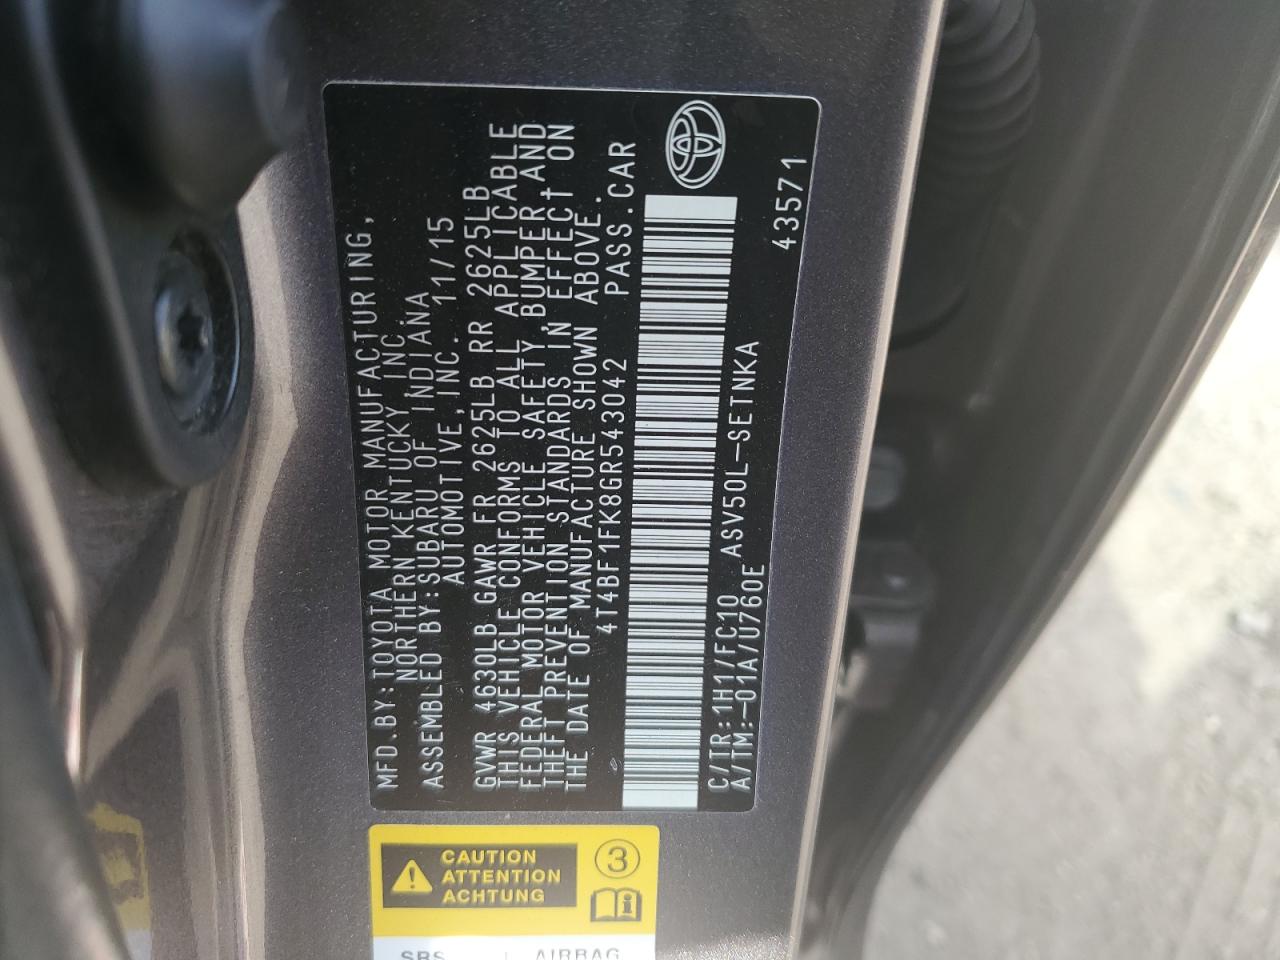 MFD.BY:TOYOTA MOTOR MANUFACTURING,
NORTHERN KENTUCKY INC.
ASSEMBLED BY:SUBARU OF INDIANA
AUTOMOTIVE,INC. 11/15
GVWR 4630LB GAWR FR 2625LB RR 2625LB
THIS VEHICLE CONFORMS TO ALL APPLICABLE
FEDERAL MOTOR VEHICLE SAFETY,BUMPER,AND
THEFT PREVENTION STANDARDS IN EFFECT ON
THE DATE OF MANUFACTURE SHOWN ABOVE.
4T4BF1FK8GR543042 PASS.CAR
C/TR:1H1/FC10 ASV50L-SETNKA
A/TM:-01A/U760E 43571
CAUTION
ATTENTION
ACHTUNG
3
SRS AIRBAG